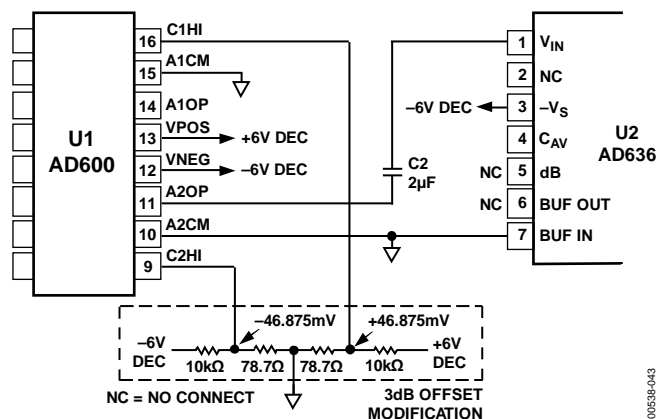 U1
AD600
16 C1HI
15 A1CM
14 A1OP
13 VPOS
12 VNEG
11 A2OP
10 A2CM
9 C2HI
+6V DEC
–6V DEC
C2
2µF
U2
AD636
1 VIN
2 NC
–6V DEC 3 –VS
4 CAV
NC 5 dB
NC 6 BUF OUT
7 BUF IN
–46.875mV
+46.875mV
–6V
DEC
+6V
DEC
10kΩ 78.7Ω 78.7Ω 10kΩ
NC = NO CONNECT
3dB OFFSET
MODIFICATION
00538-043